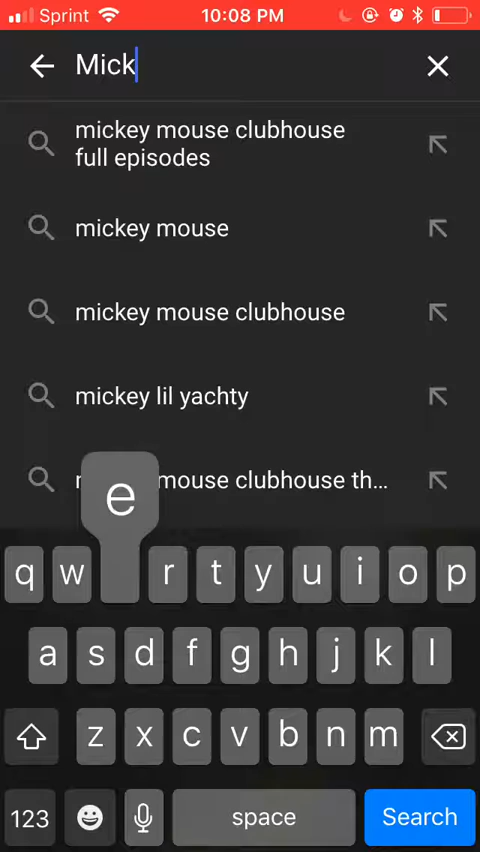 Sprint 10:08 PM
Mick
mickey mouse clubhouse
full episodes
mickey mouse
mickey mouse clubhouse
mickey lil yachty
mouse clubhouse th...
e
q w r t y u i o p
a s d f g h j k l
z x c v b n m
123 space Search